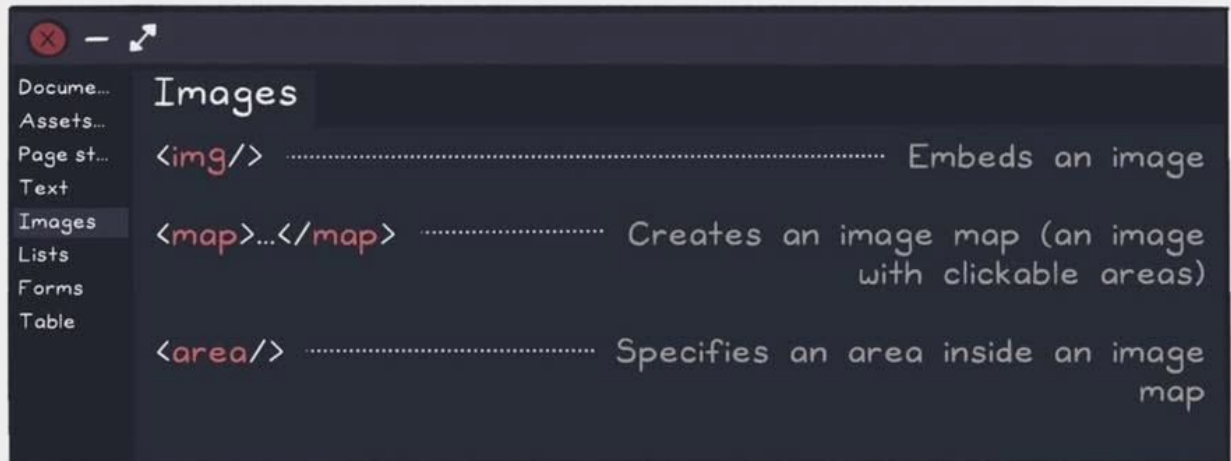 Docume...
Assets...
Page st...
Text
Images
Lists
Forms
Table
Images
<img/> Embeds an image
<map>...</map> Creates an image map (an image
with clickable areas)
<area/> Specifies an area inside an image
map